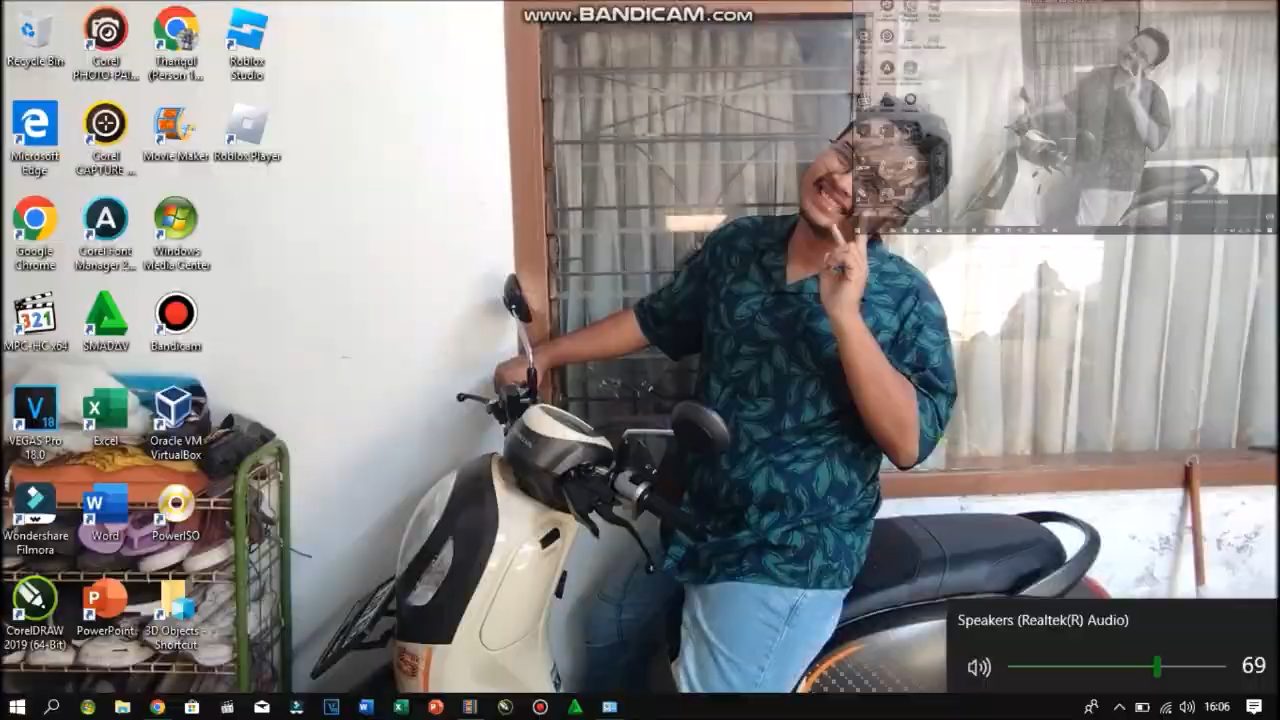 www.BANDICAM.com
Recycle Bin
Corel
PHOTO-PAI...
Thanqul
(Person 1...
Roblox
Studio
Microsoft
Edge
Corel
CAPTURE ...
Movie Maker
Roblox Player
Google
Chrome
Corel Font
Manager 2...
Windows
Media Center
MPC-HC x64
SMADAV
Bandicam
VEGAS Pro
18.0
Excel
Oracle VM
VirtualBox
Wondershare
Filmora
Word
PowerISO
CorelDRAW
2019 (64-Bit)
PowerPoint
3D Objects -
Shortcut
Speakers (Realtek(R) Audio)
69
16:06